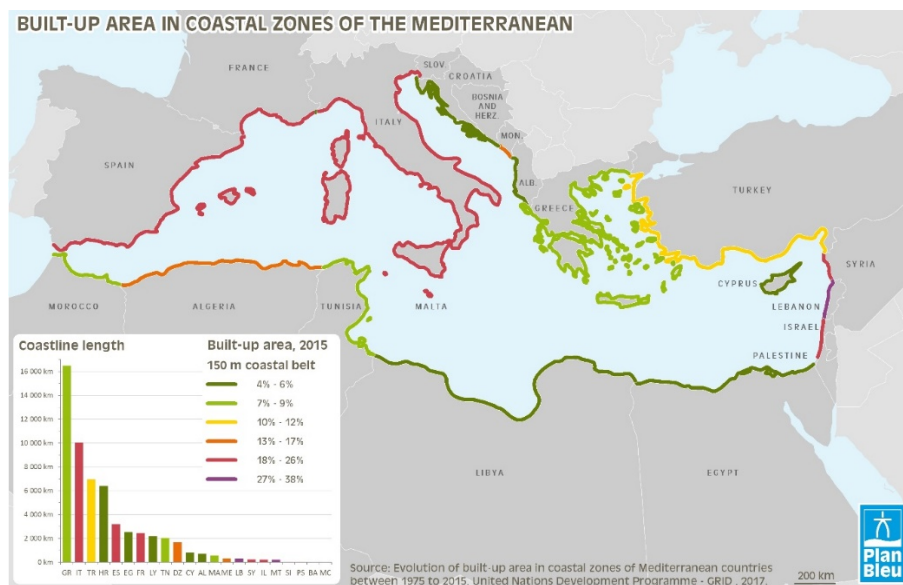 BUILT-UP AREA IN COASTAL ZONES OF THE MEDITERRANEAN
FRANCE
SLOV.
CROATIA
BOSNIA
AND
HERZ.
ITALY
MON.
SPAIN
ALB.
GREECE
TURKEY
CYPRUS
SYRIA
LEBANON
ISRAEL
PALESTINE
MOROCCO
ALGERIA
TUNISIA
MALTA
LIBYA
EGYPT
Coastline length
16 000 km
14 000 km
12 000 km
10 000 km
8 000 km
6 000 km
4 000 km
2 000 km
0 km
GR IT TR HR ES EG FR LY TN DZ CY AL MA ME LB SY IL MT SI PS BA MC
Built-up area, 2015
150 m coastal belt
4% - 6%
7% - 9%
10% - 12%
13% - 17%
18% - 26%
27% - 38%
Source: Evolution of built-up area in coastal zones of Mediterranean countries
between 1975 to 2015. United Nations Development Programme - GRID, 2017.
200 km
Plan
Bleu